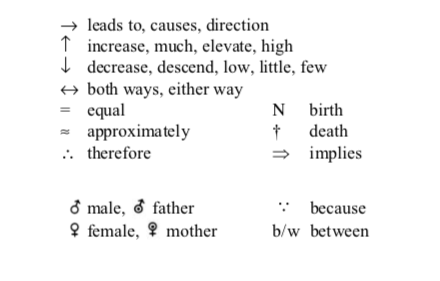 → leads to, causes, direction
↑ increase, much, elevate, high
↓ decrease, descend, low, little, few
↔ both ways, either way
= equal N birth
≈ approximately † death
∴ therefore ⇒ implies
♂ male, ♂ father ∵ because
♀ female, ♀ mother b/w between